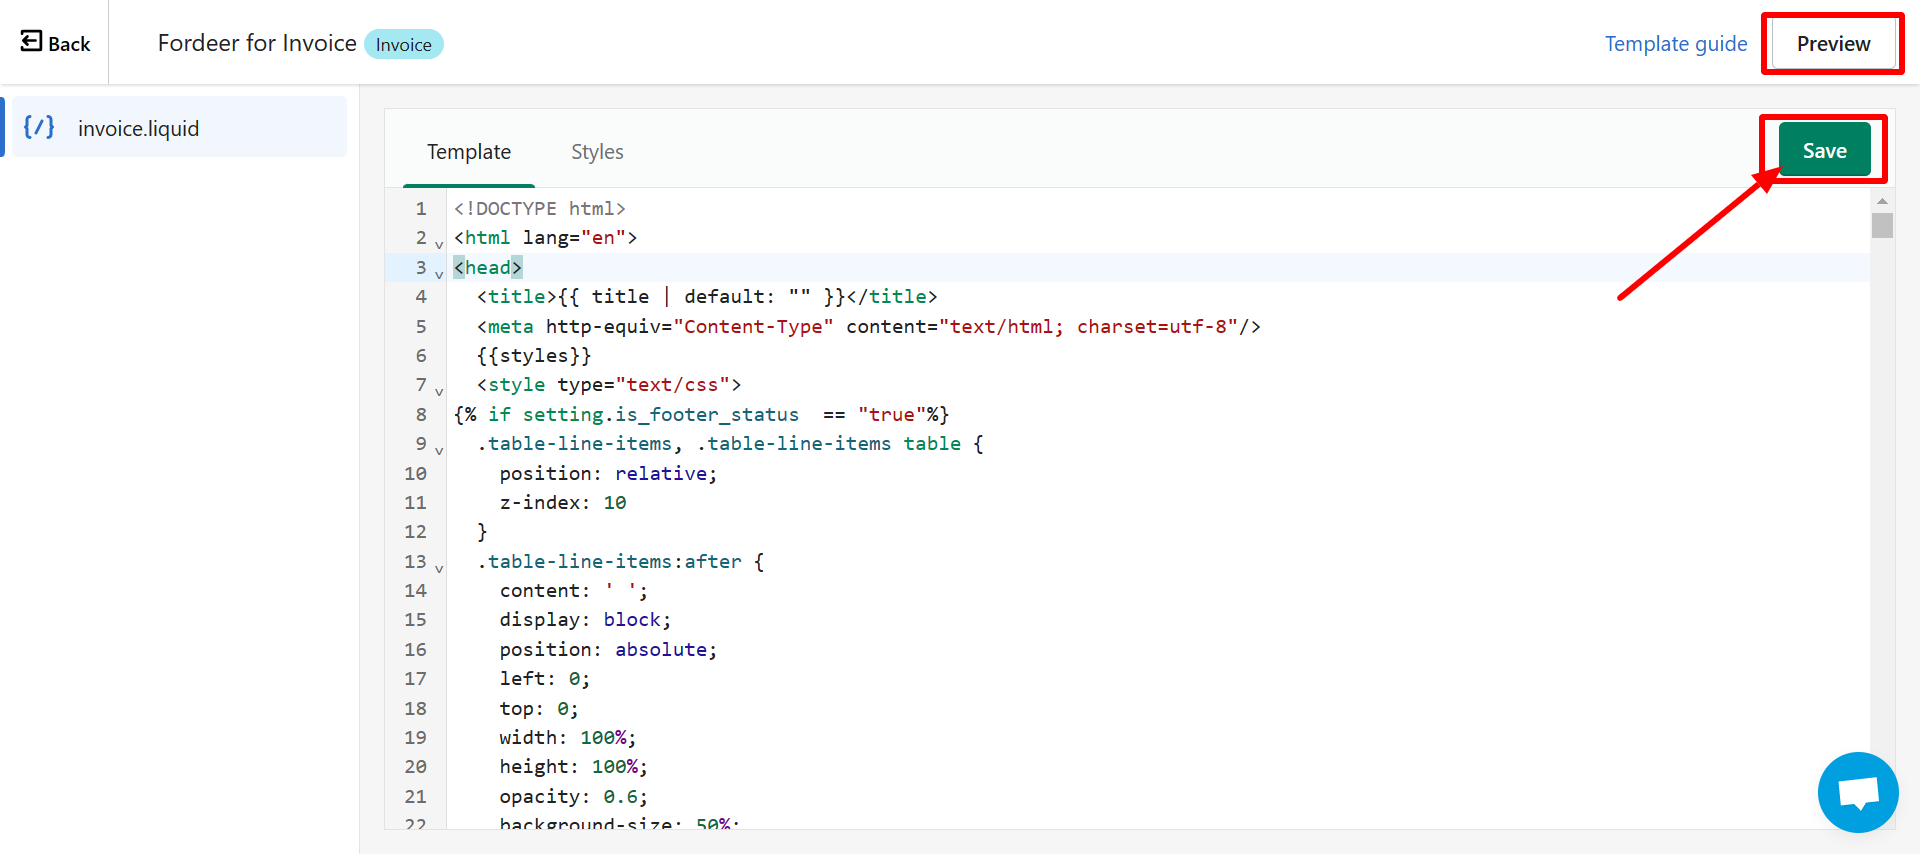 Back
Fordeer for Invoice Invoice
Template guide
Preview
{/} invoice.liquid
Template
Styles
Save
1 <!DOCTYPE html>
2 <html lang="en">
3 <head>
4 <title>{{ title | default: "" }}</title>
5 <meta http-equiv="Content-Type" content="text/html; charset=utf-8"/>
6 {{styles}}
7 <style type="text/css">
8 {% if setting.is_footer_status  == "true"%}
9 .table-line-items, .table-line-items table {
10 position: relative;
11 z-index: 10
12 }
13 .table-line-items:after {
14 content: ' ';
15 display: block;
16 position: absolute;
17 left: 0;
18 top: 0;
19 width: 100%;
20 height: 100%;
21 opacity: 0.6;
22 background-size: 50%;